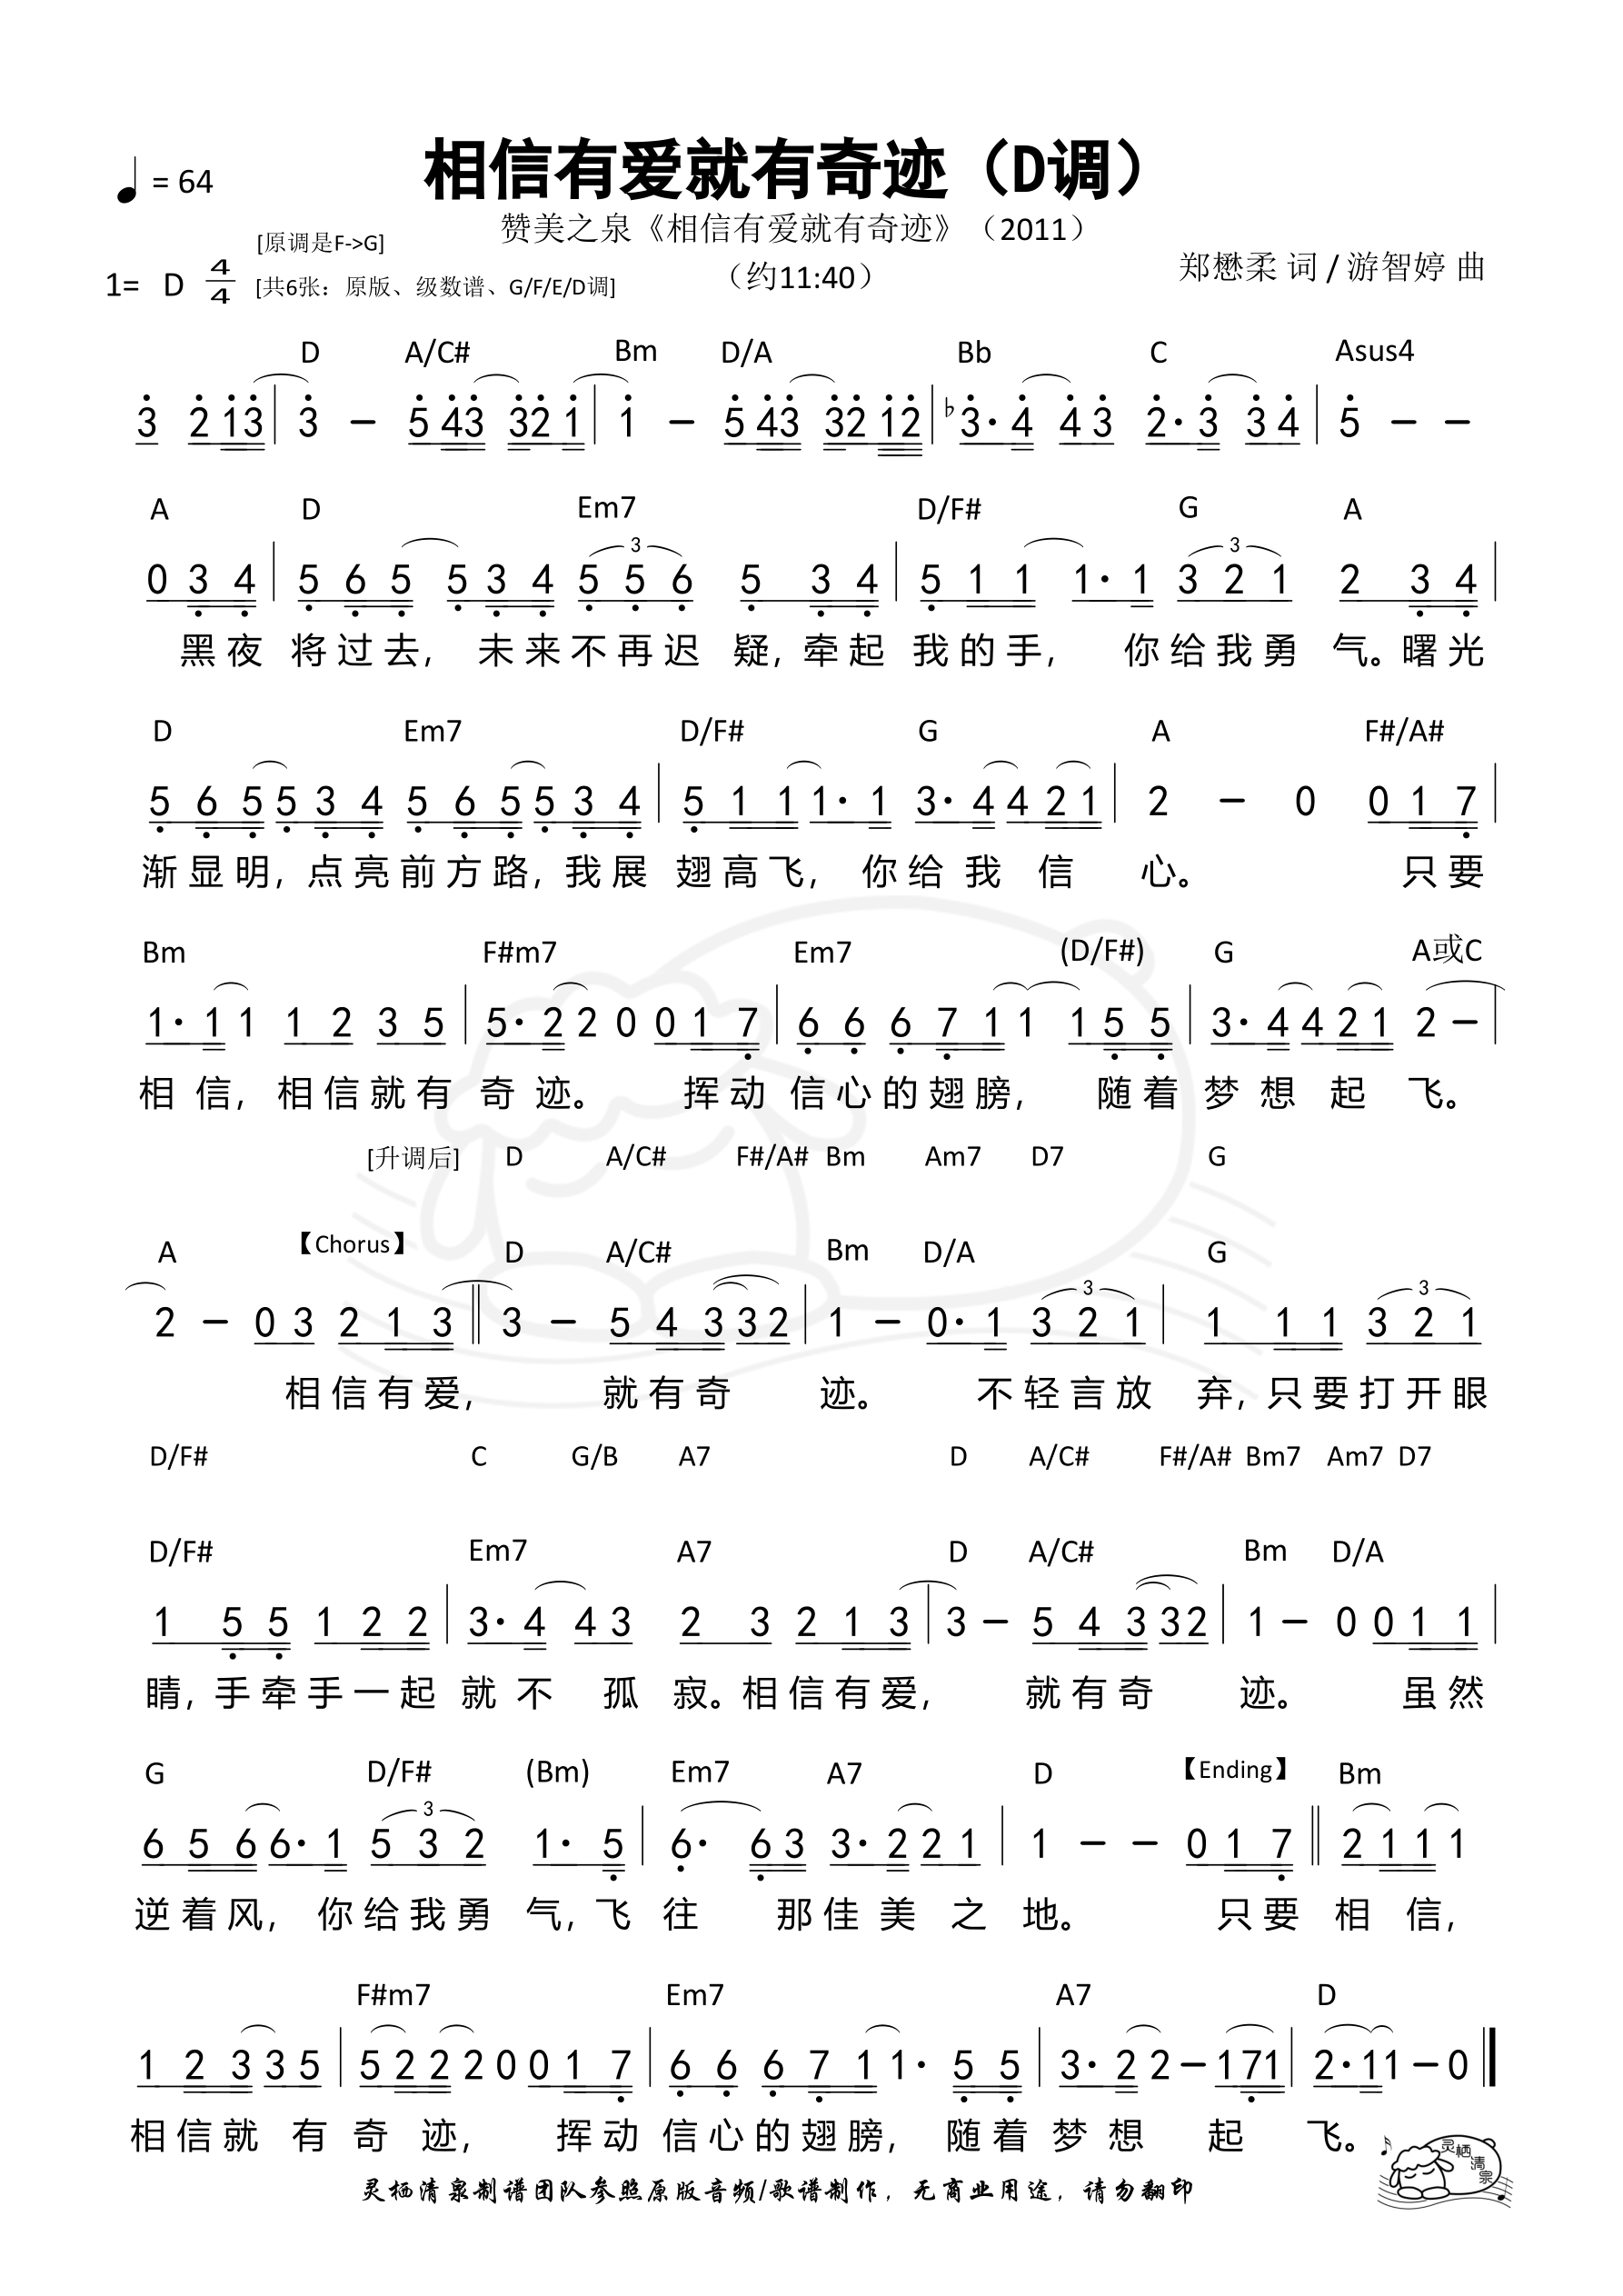 相信有爱就有奇迹（D调）
= 64
赞美之泉《相信有爱就有奇迹》（2011）
[原调是F->G]
（约11:40）
郑懋柔 词 / 游智婷 曲
1= D 4/4 [共6张：原版、级数谱、G/F/E/D调]
D A/C# Bm D/A Bb C Asus4
3 2 1 3 | 3 – 5 4 3 3 2 1 | 1 – 5 4 3 3 2 1 2 | ♭3· 4 4 3 2· 3 3 4 | 5 – –
A D Em7 D/F# G A
0 3 4 | 5 6 5 5 3 4 5 5 6 5 3 4 | 5 1 1 1· 1 3 2 1 2 3 4 |
黑夜 将过去， 未来不再迟 疑，牵起 我的手， 你给我勇 气。曙光
D Em7 D/F# G A F#/A#
5 6 5 5 3 4 5 6 5 5 3 4 | 5 1 1 1· 1 3· 4 4 2 1 | 2 – 0 0 1 7 |
渐显明，点亮前方路，我展 翅高飞， 你给我 信 心。 只要
Bm F#m7 Em7 (D/F#) G A或C
1· 1 1 1 2 3 5 | 5· 2 2 0 0 1 7 | 6 6 6 7 1 1 1 5 5 | 3· 4 4 2 1 2 – |
相 信，相信就有 奇 迹。 挥动 信心的翅膀， 随着 梦 想 起 飞。
[升调后] D A/C# F#/A# Bm Am7 D7 G
A 【Chorus】 D A/C# Bm D/A G
2 – 0 3 2 1 3 || 3 – 5 4 3 3 2 | 1 – 0· 1 3 2 1 | 1 1 1 3 2 1
相信有爱， 就有奇 迹。 不轻言放 弃，只要打开眼
D/F# C G/B A7 D A/C# F#/A# Bm7 Am7 D7
D/F# Em7 A7 D A/C# Bm D/A
1 5 5 1 2 2 | 3· 4 4 3 2 3 2 1 3 | 3 – 5 4 3 3 2 | 1 – 0 0 1 1 |
睛，手牵手一起 就 不 孤 寂。相信有爱， 就有奇 迹。 虽然
G D/F# (Bm) Em7 A7 D 【Ending】 Bm
6 5 6 6· 1 5 3 2 1· 5 | 6· 6 3 3· 2 2 1 | 1 – – 0 1 7 || 2 1 1 1
逆着风， 你给我勇 气，飞 往 那佳 美 之 地。 只要 相 信，
F#m7 Em7 A7 D
1 2 3 3 5 | 5 2 2 2 0 0 1 7 | 6 6 6 7 1 1· 5 5 | 3· 2 2 – 1 7 1 | 2· 1 1 – 0
相信就 有 奇 迹， 挥动 信心的翅膀， 随着 梦 想 起 飞。
灵栖清泉
灵栖清泉制谱团队参照原版音频/歌谱制作，无商业用途，请勿翻印